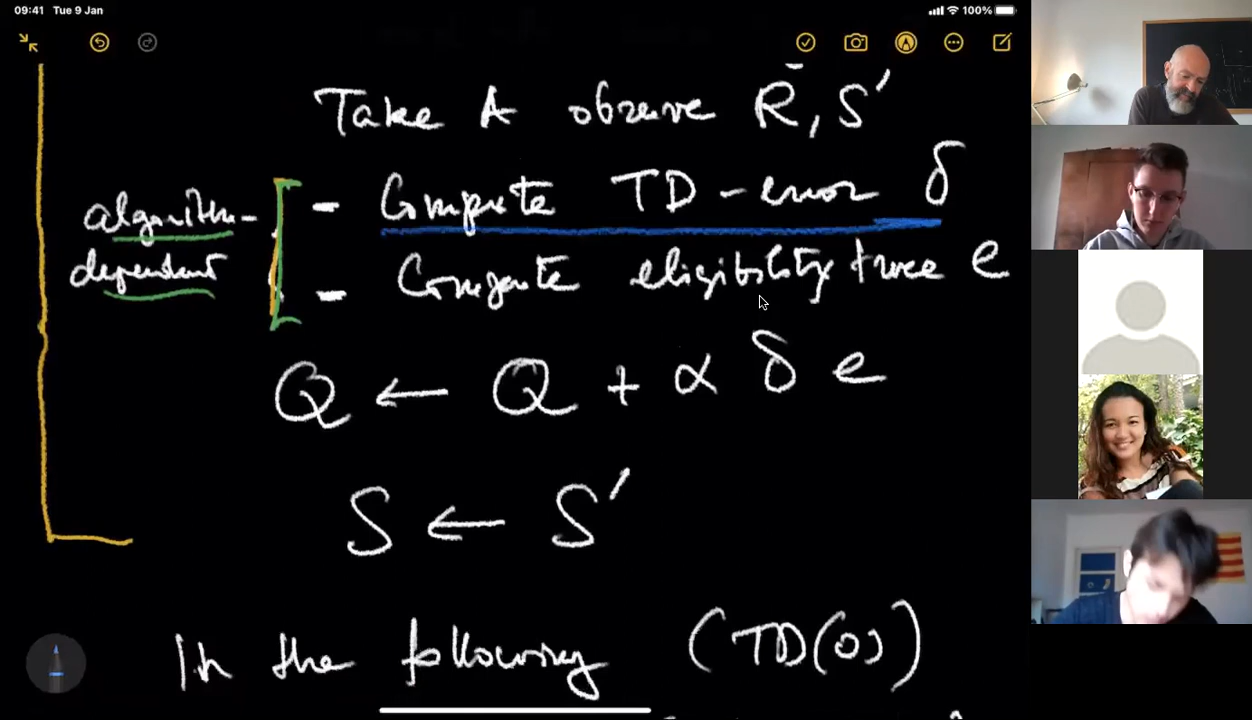 09:41 Tue 9 Jan
100%
Take A observe R, S'
algorithm-
dependent
- Compute TD-error δ
- Compute eligibility trace e
Q ← Q + α δ e
S ← S'
In the following (TD(0))